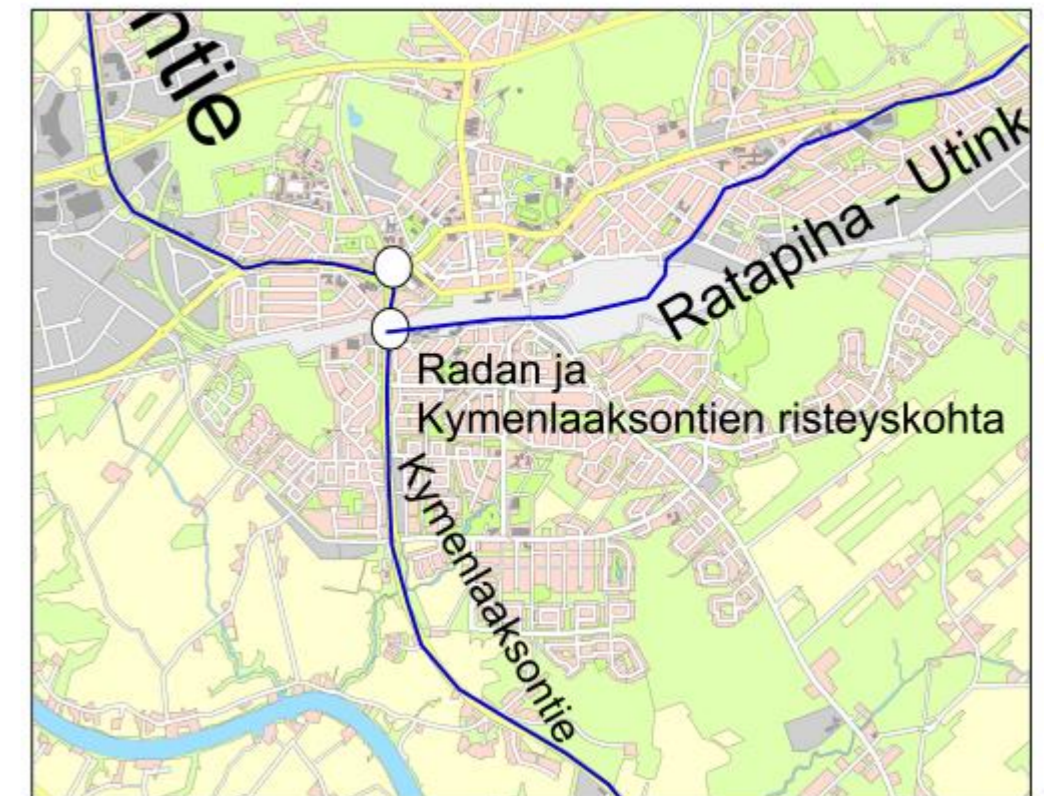 ntie
Ratapiha - Utink
Radan ja
Kymenlaaksontien risteyskohta
Kymenlaaksontie